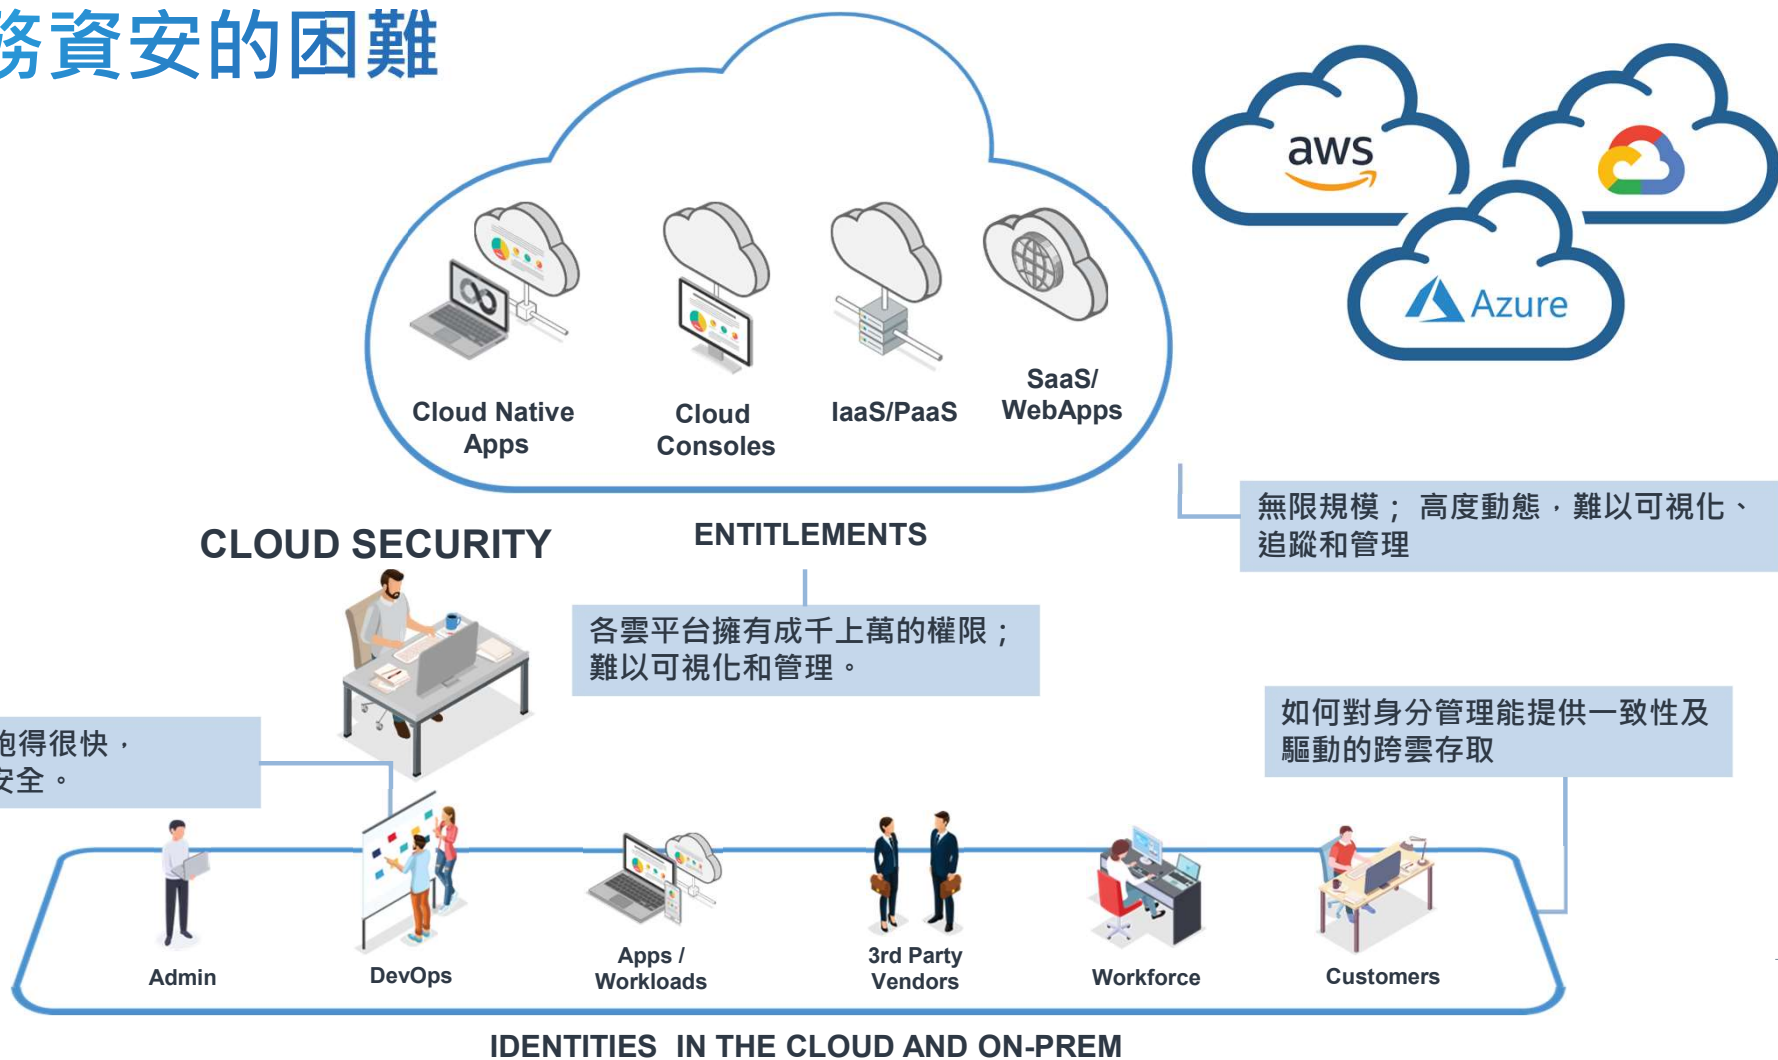 務資安的困難
aws
Azure
Cloud Native
Apps
Cloud
Consoles
IaaS/PaaS
SaaS/
WebApps
無限規模； 高度動態，難以可視化、
追蹤和管理
CLOUD SECURITY
ENTITLEMENTS
各雲平台擁有成千上萬的權限；
難以可視化和管理。
如何對身分管理能提供一致性及
驅動的跨雲存取
跑得很快，
安全。
Admin
DevOps
Apps /
Workloads
3rd Party
Vendors
Workforce
Customers
IDENTITIES IN THE CLOUD AND ON-PREM